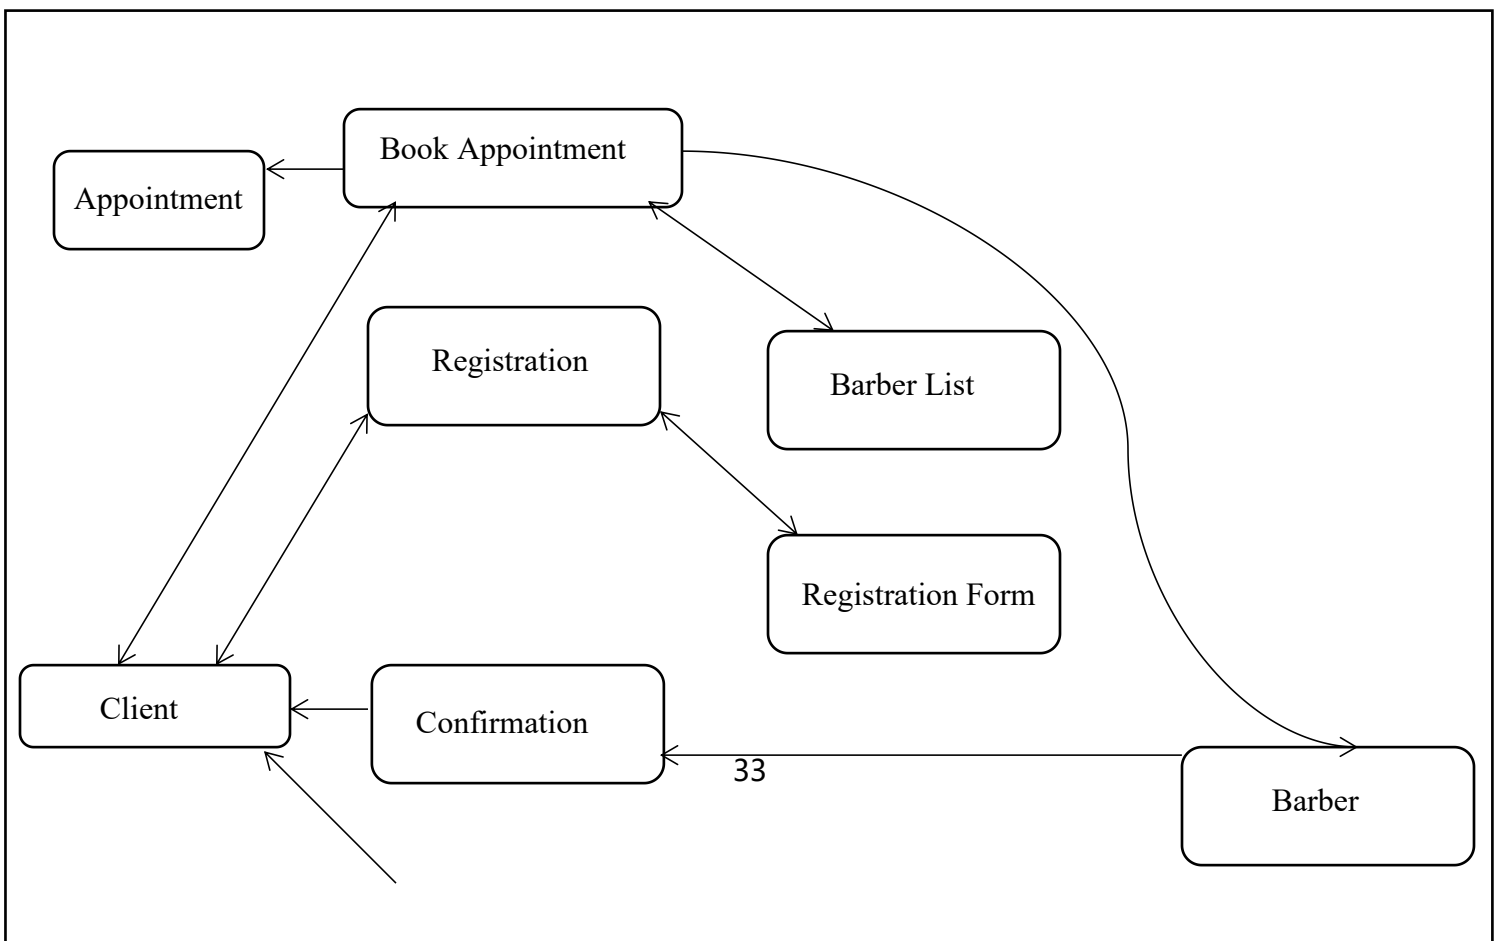 Book Appointment
Appointment
Registration
Barber List
Registration Form
Client
Confirmation
33
Barber